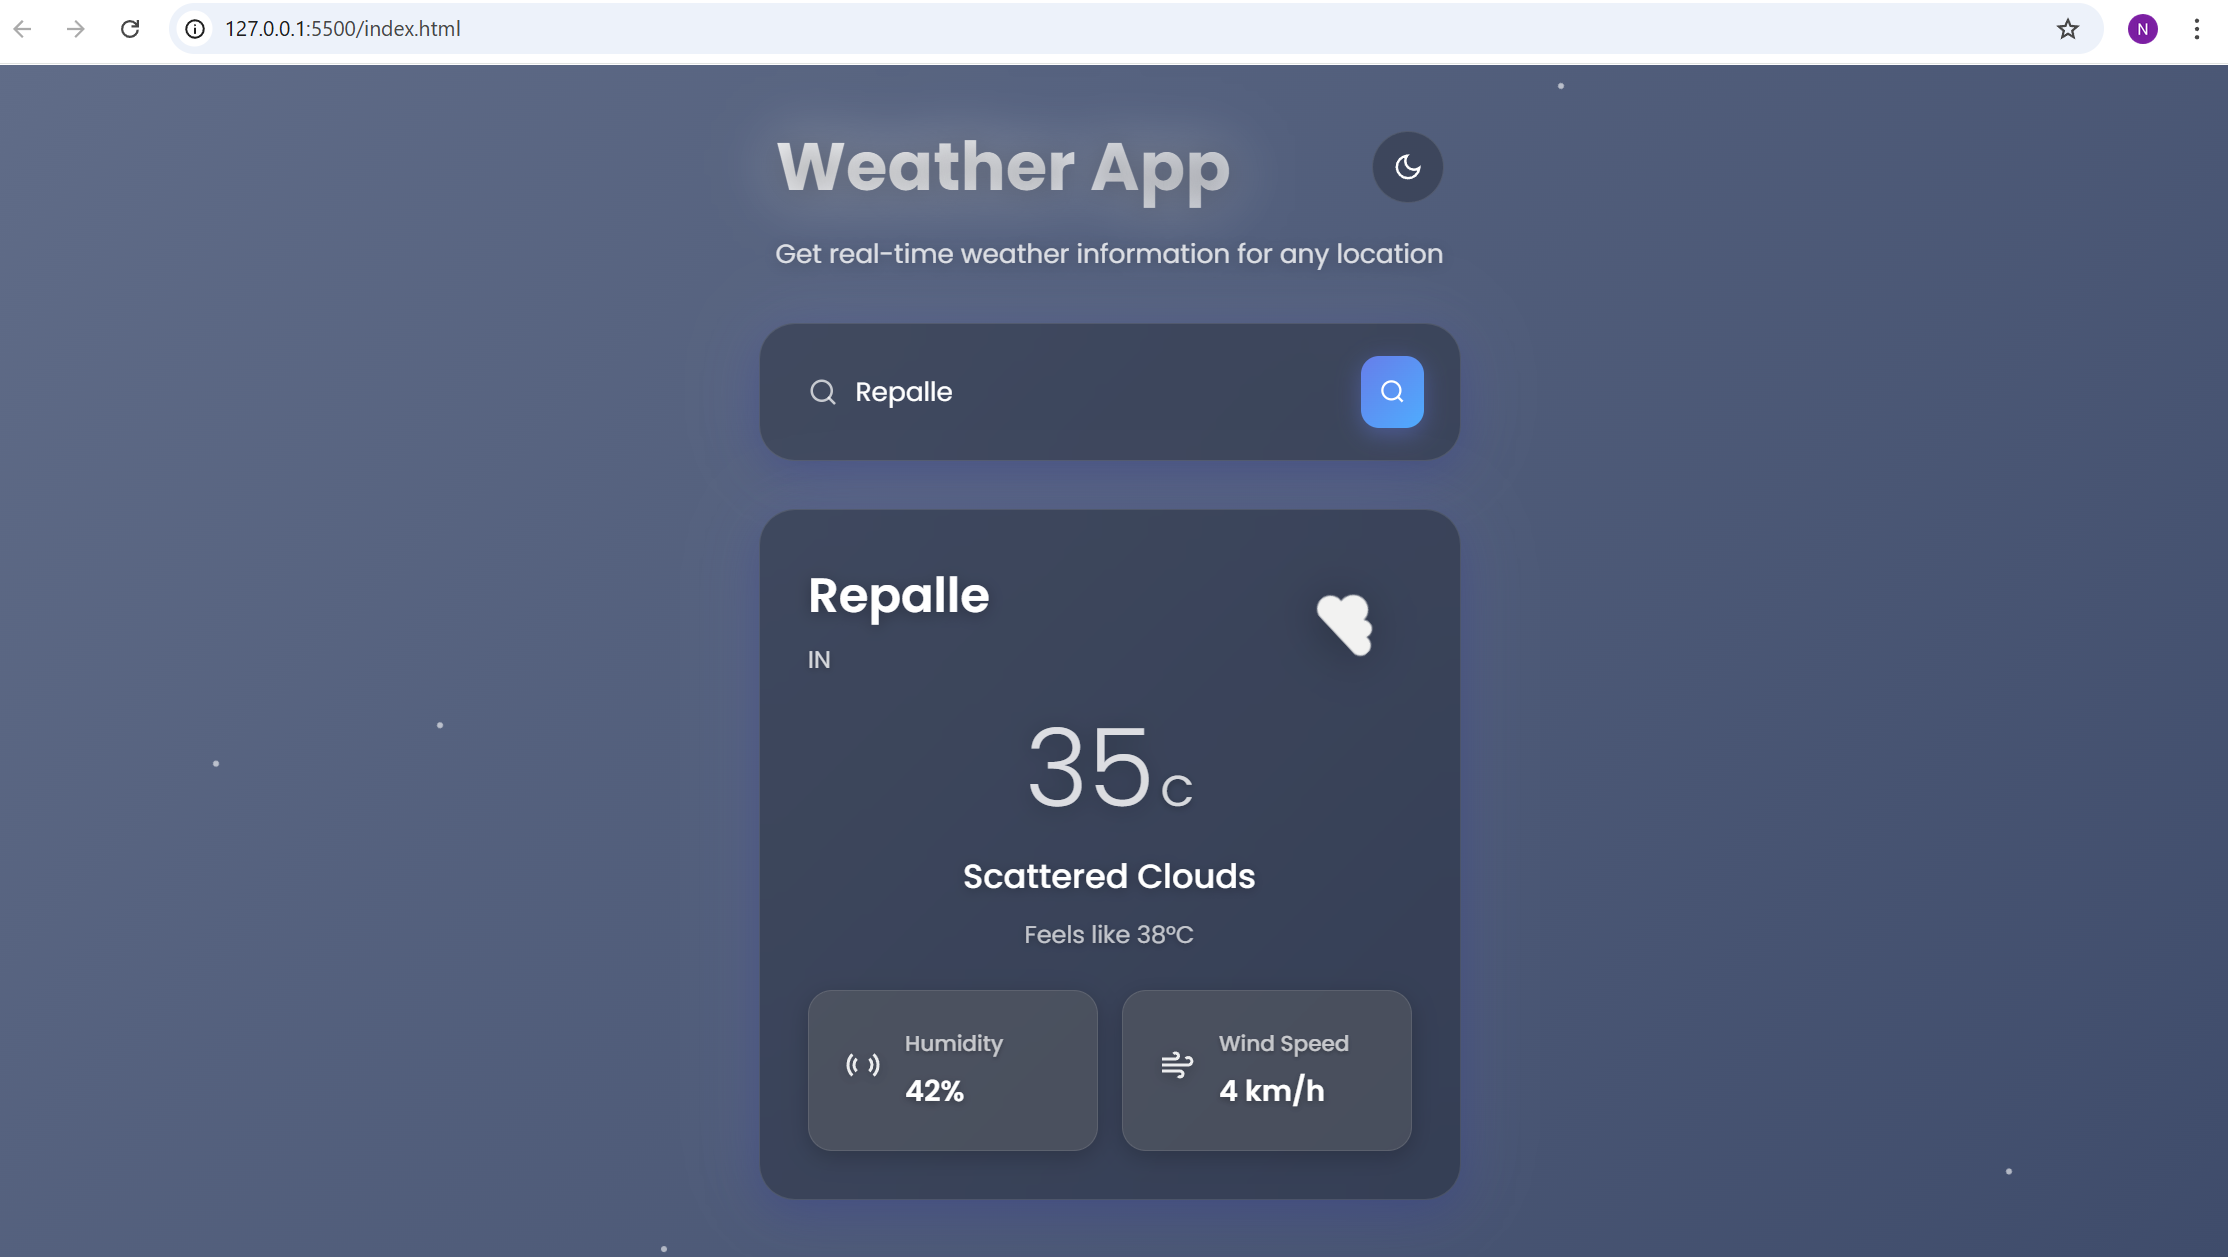 127.0.0.1:5500/index.html
N
Weather App
Get real-time weather information for any location
Repalle
Repalle
IN
35 C
Scattered Clouds
Feels like 38°C
Humidity
42%
Wind Speed
4 km/h